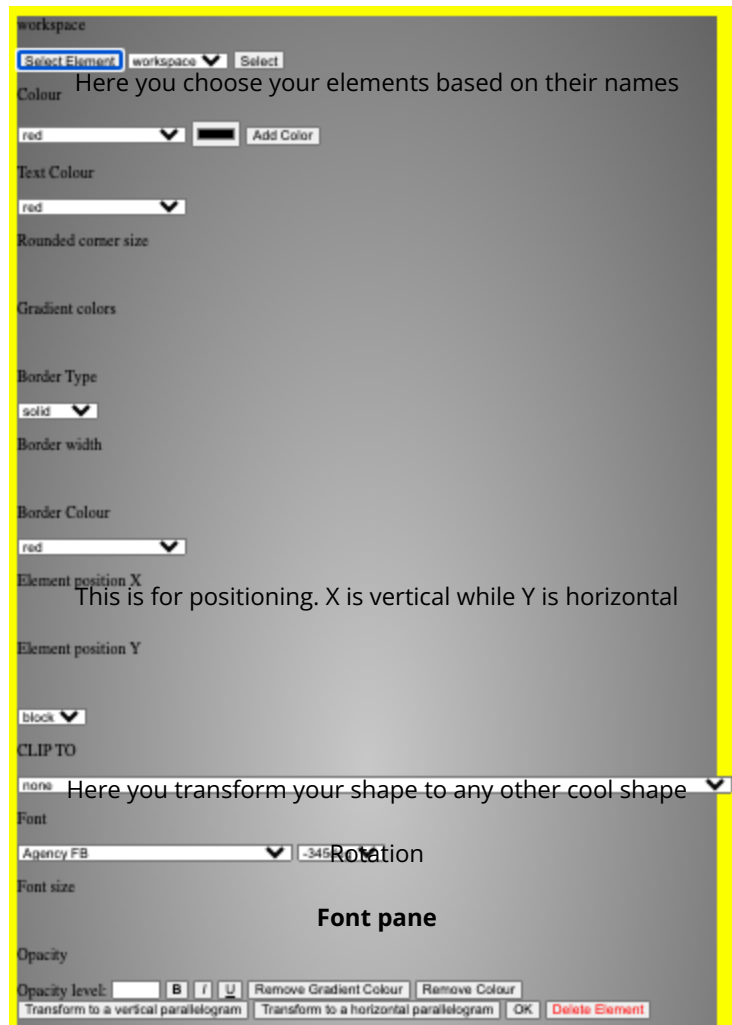 workspace
Select Element workspace Select
Here you choose your elements based on their names
Colour
red Add Color
Text Colour
red
Rounded corner size
Gradient colors
Border Type
solid
Border width
Border Colour
red
Element position X
This is for positioning. X is vertical while Y is horizontal
Element position Y
block
CLIP TO
none
Here you transform your shape to any other cool shape
Font
Agency FB
Rotation
Font size
Font pane
Opacity
Opacity level: B I U Remove Gradient Colour Remove Colour
Transform to a vertical parallelogram Transform to a horizontal parallelogram OK Delete Element